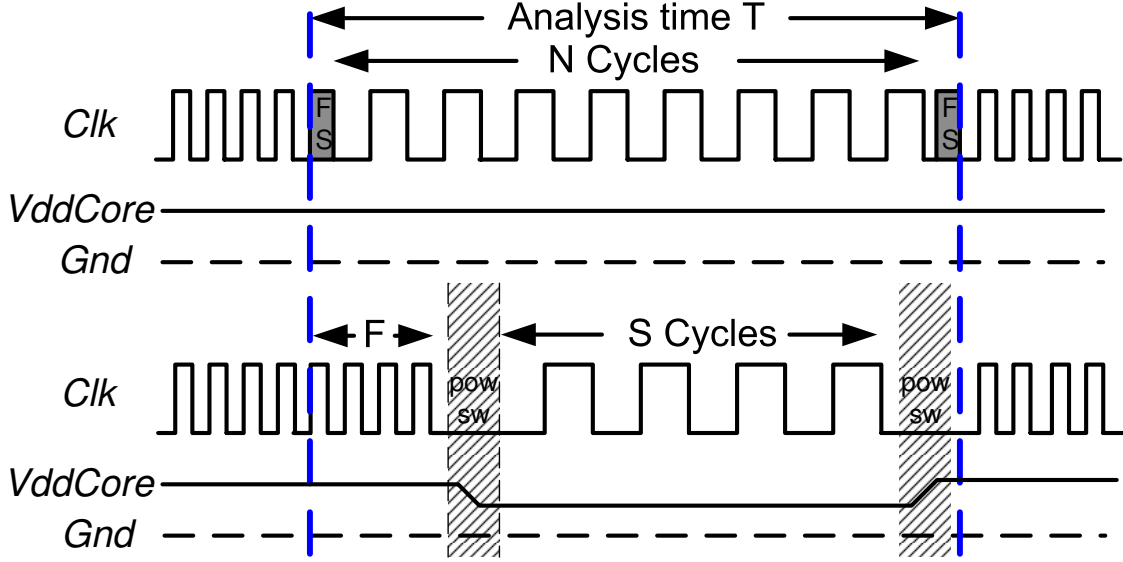 Analysis time T
N Cycles
Clk
F
S
F
S
VddCore
Gnd
F
S Cycles
Clk
pow
sw
pow
sw
VddCore
Gnd